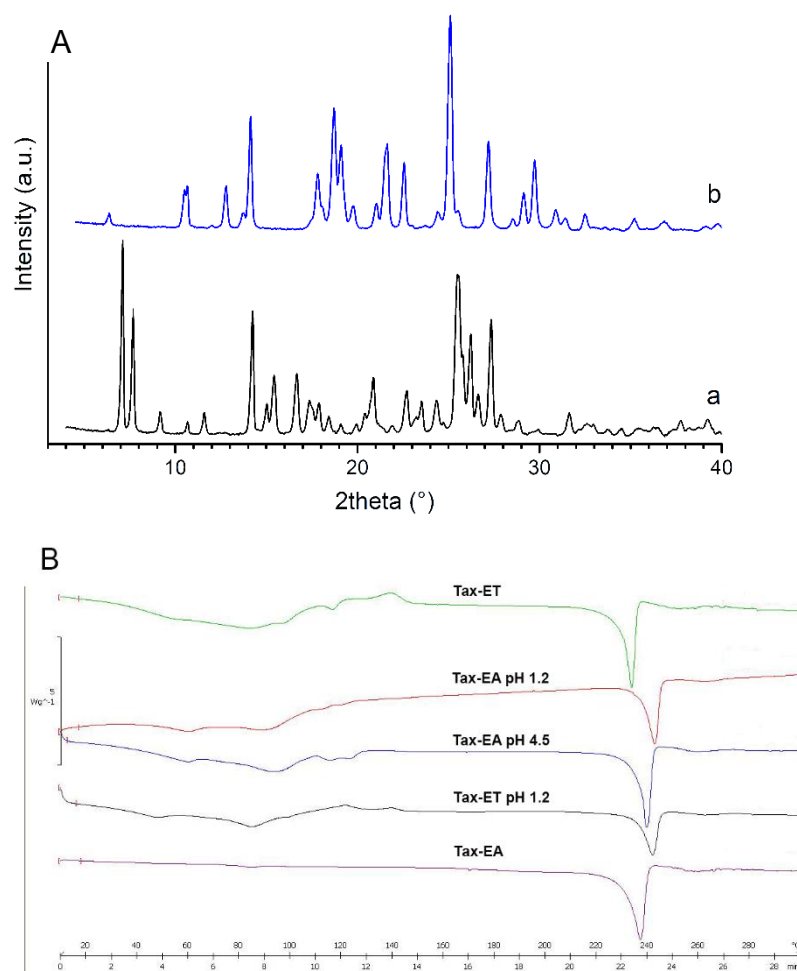 A
Intensity (a.u.)
b
a
10 20 30 40
2theta (°)
B
Tax-ET
Tax-EA pH 1.2
5
Wg^-1
Tax-EA pH 4.5
Tax-ET pH 1.2
Tax-EA
20 40 60 80 100 120 140 160 180 200 220 240 260 280 °C
0 2 4 6 8 10 12 14 16 18 20 22 24 26 28 min